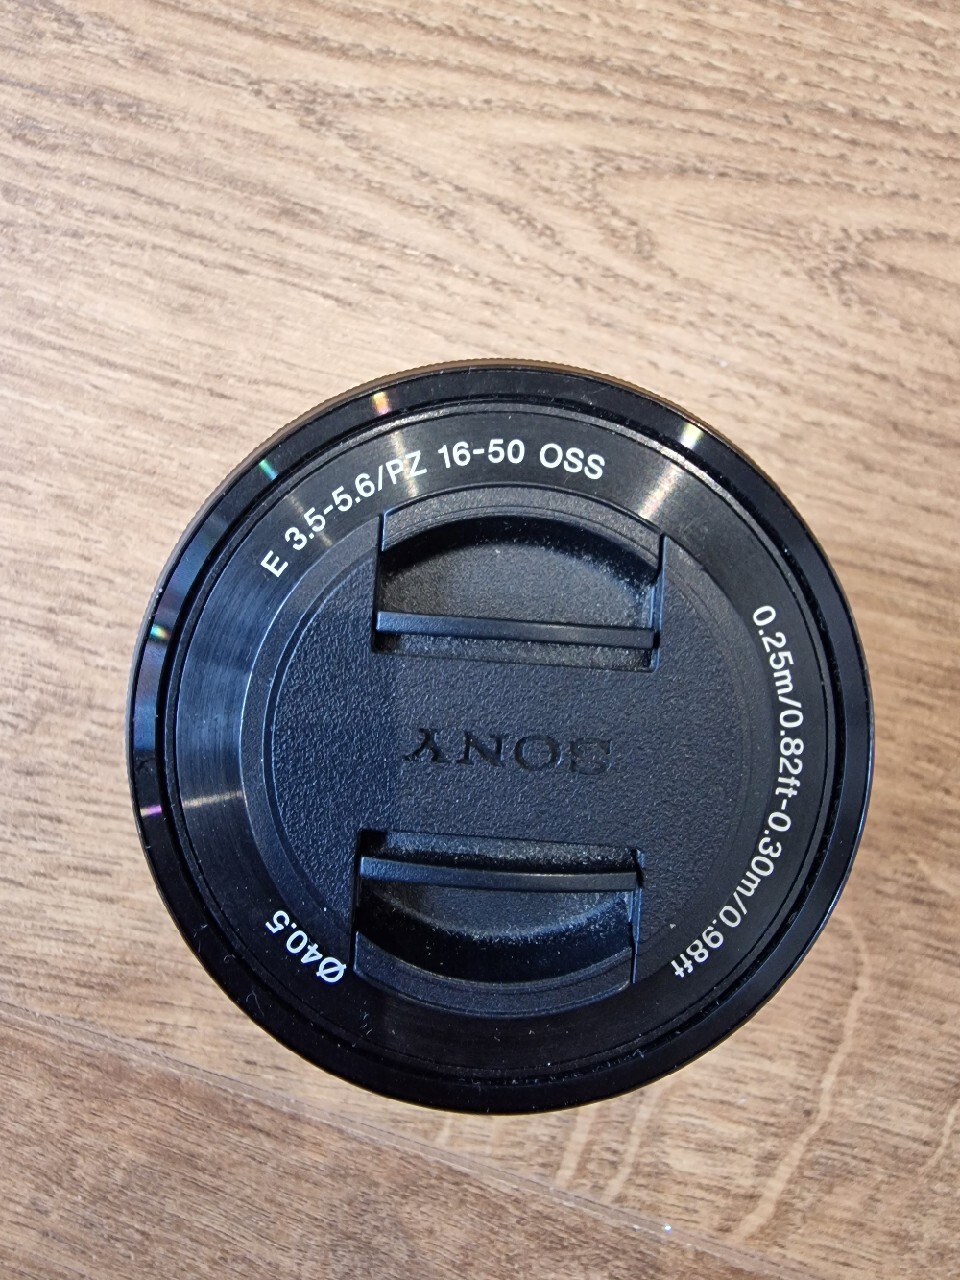 E 3.5-5.6/PZ 16-50 OSS
0.25m/0.82ft-0.30m/0.98ft
SONY
Ø40.5